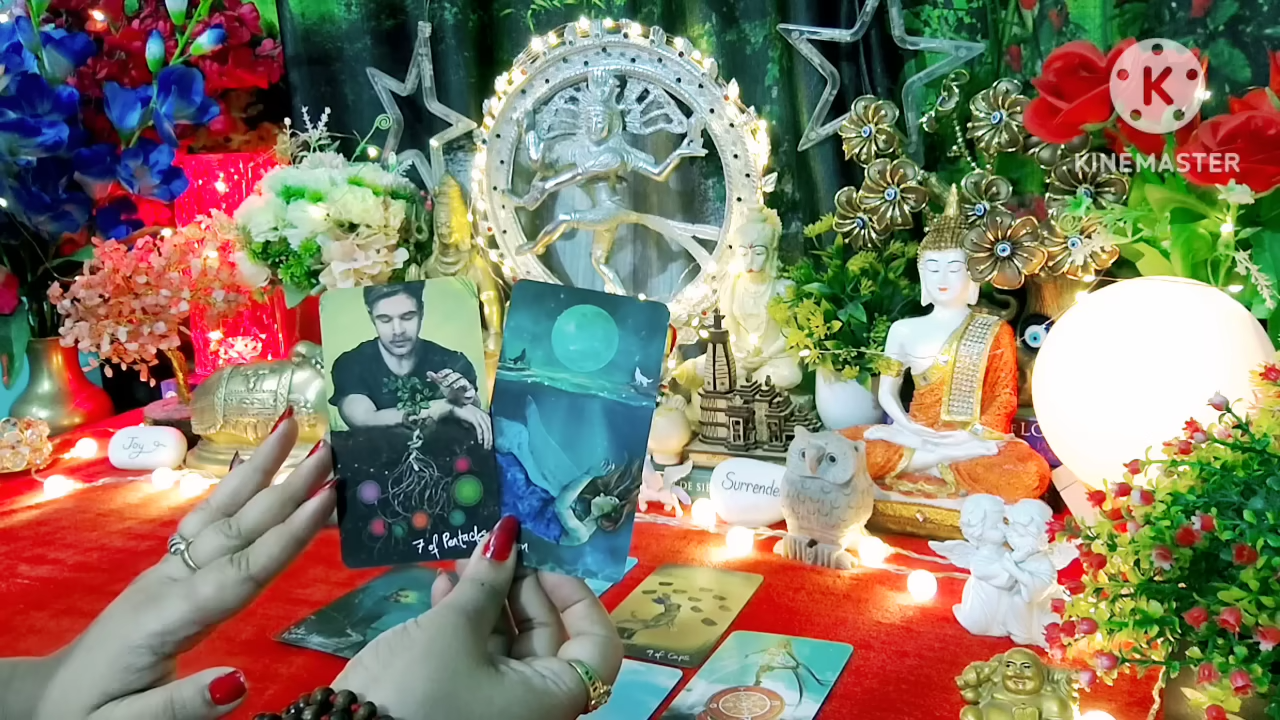 K
KINEMASTER
Joy
Surrende
7 of Pentacles
7 of Cups